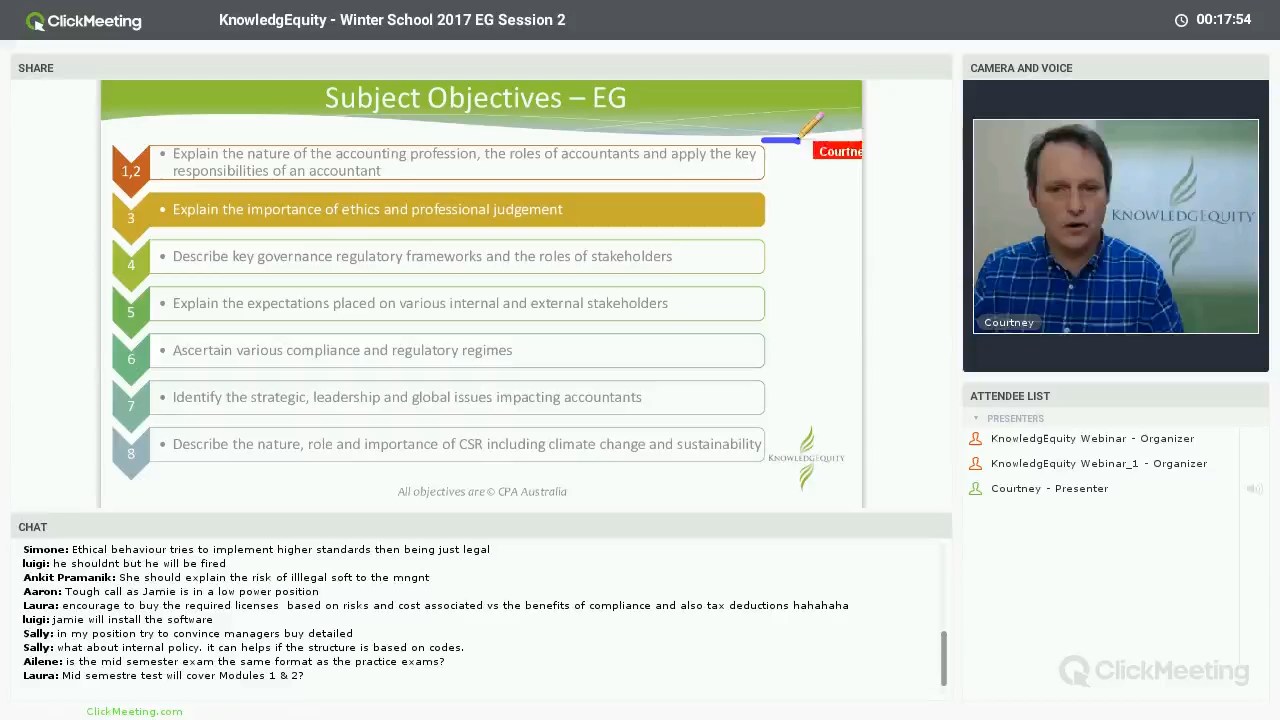 ClickMeeting
KnowledgEquity - Winter School 2017 EG Session 2
00:17:54
SHARE
Subject Objectives – EG
Courtne
1,2
• Explain the nature of the accounting profession, the roles of accountants and apply the key
responsibilities of an accountant
3
• Explain the importance of ethics and professional judgement
4
• Describe key governance regulatory frameworks and the roles of stakeholders
5
• Explain the expectations placed on various internal and external stakeholders
6
• Ascertain various compliance and regulatory regimes
7
• Identify the strategic, leadership and global issues impacting accountants
8
• Describe the nature, role and importance of CSR including climate change and sustainability
KNOWLEDGEQUITY
All objectives are © CPA Australia
CAMERA AND VOICE
KNOWLEDGEQUITY
Courtney
ATTENDEE LIST
PRESENTERS
KnowledgEquity Webinar - Organizer
KnowledgEquity Webinar_1 - Organizer
Courtney - Presenter
CHAT
Simone: Ethical behaviour tries to implement higher standards then being just legal
luigi: he shouldnt but he will be fired
Ankit Pramanik: She should explain the risk of illlegal soft to the mngnt
Aaron: Tough call as Jamie is in a low power position
Laura: encourage to buy the required licenses based on risks and cost associated vs the benefits of compliance and also tax deductions hahahaha
luigi: jamie will install the software
Sally: in my position try to convince managers buy detailed
Sally: what about internal policy. it can helps if the structure is based on codes.
Ailene: is the mid semester exam the same format as the practice exams?
Laura: Mid semestre test will cover Modules 1 & 2?
ClickMeeting
ClickMeeting.com